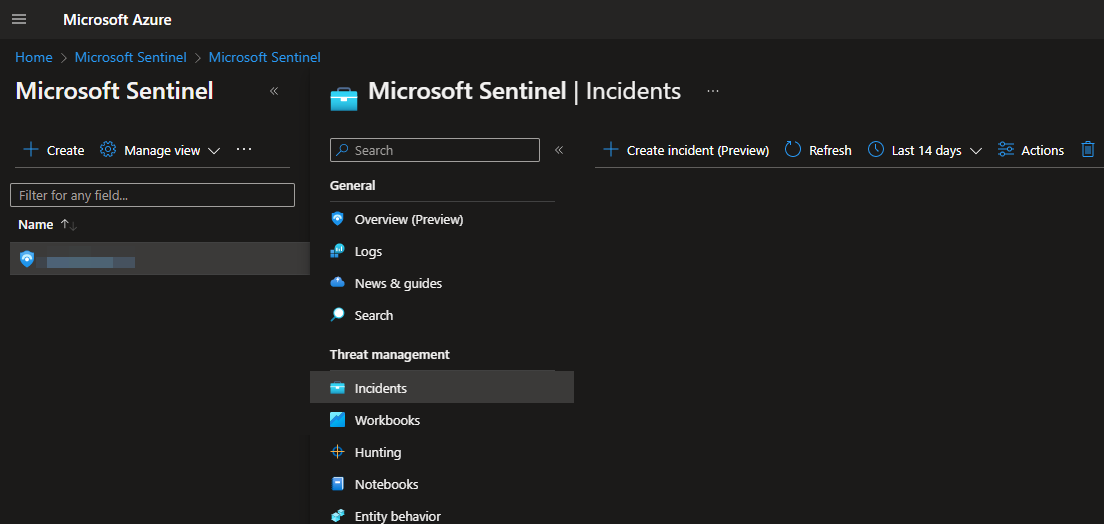 Microsoft Azure
Home > Microsoft Sentinel > Microsoft Sentinel
Microsoft Sentinel «
+ Create Manage view ···
Filter for any field...
Name ↑↓
Microsoft Sentinel | Incidents ···
Search «
General
Overview (Preview)
Logs
News & guides
Search
Threat management
Incidents
Workbooks
Hunting
Notebooks
Entity behavior
+ Create incident (Preview) Refresh Last 14 days Actions